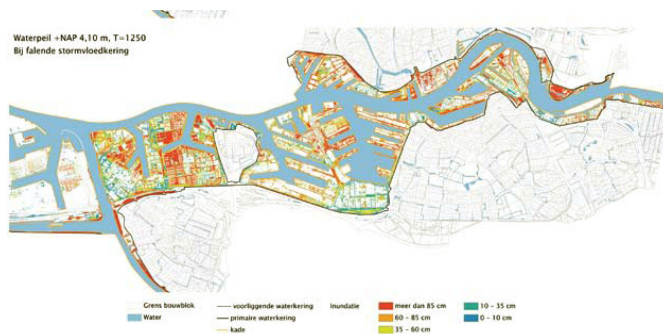 Waterpeil +NAP 4,10 m, T=1250
Bij falende stormvloedkering
Grens bouwblok
Water
voorliggende waterkering
primaire waterkering
kade
Inundatie
meer dan 85 cm
60 - 85 cm
35 - 60 cm
10 - 35 cm
0 - 10 cm